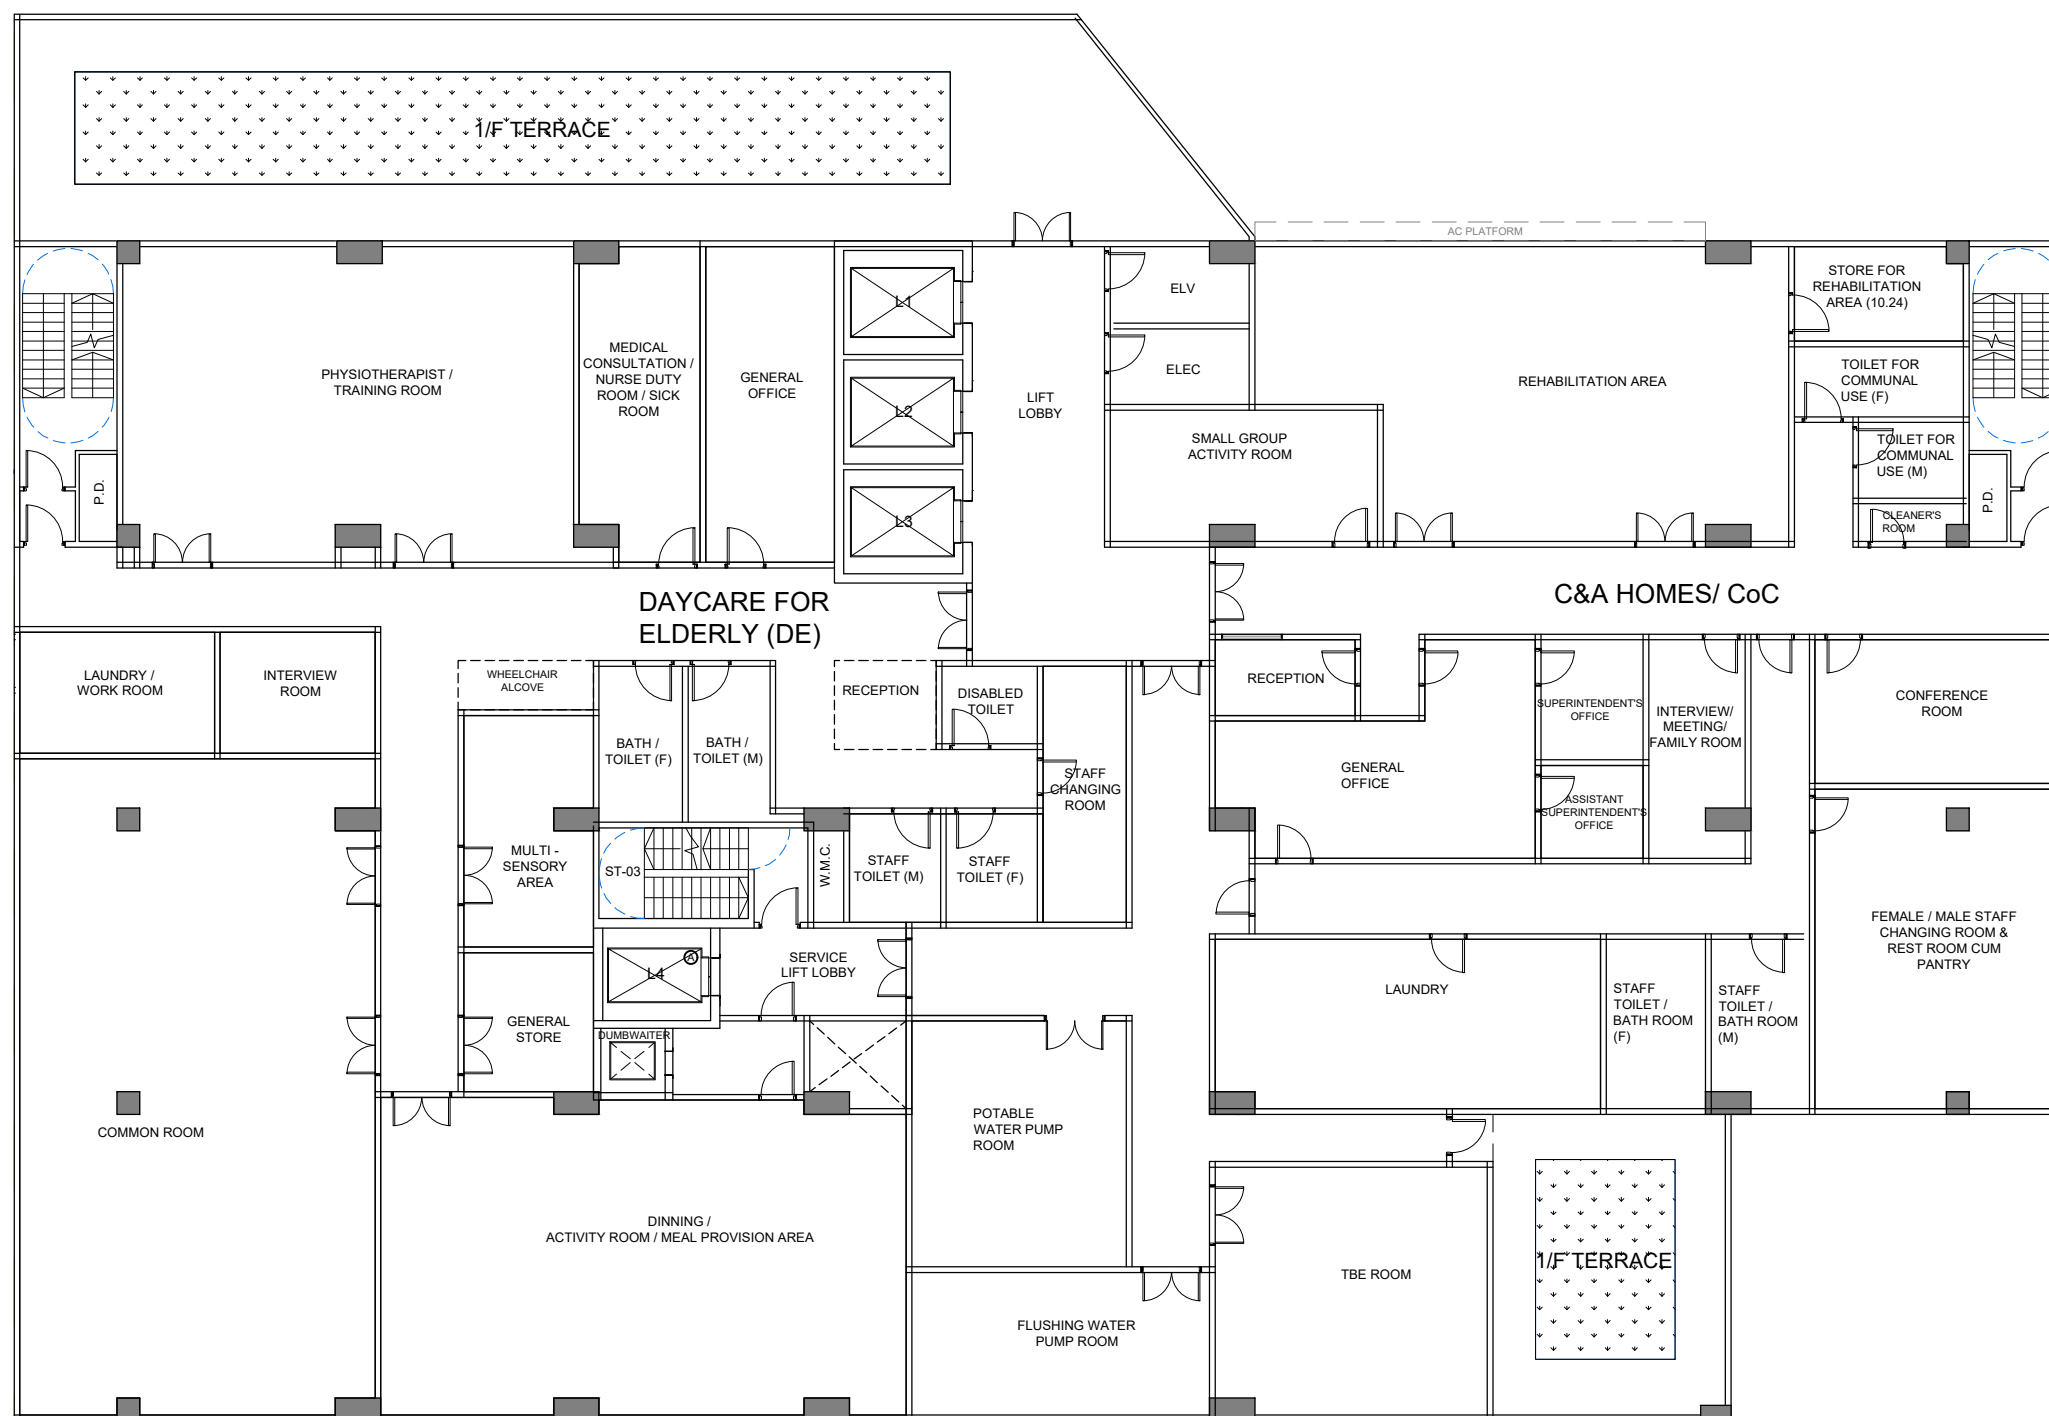 1/F TERRACE
AC PLATFORM
PHYSIOTHERAPIST /
TRAINING ROOM
MEDICAL
CONSULTATION /
NURSE DUTY
ROOM / SICK
ROOM
GENERAL
OFFICE
L1
L2
L3
LIFT
LOBBY
ELV
ELEC
SMALL GROUP
ACTIVITY ROOM
REHABILITATION AREA
STORE FOR
REHABILITATION
AREA (10.24)
TOILET FOR
COMMUNAL
USE (F)
TOILET FOR
COMMUNAL
USE (M)
CLEANER'S
ROOM
P.D.
P.D.
DAYCARE FOR
ELDERLY (DE)
C&A HOMES/ CoC
LAUNDRY /
WORK ROOM
INTERVIEW
ROOM
WHEELCHAIR
ALCOVE
BATH /
TOILET (F)
BATH /
TOILET (M)
RECEPTION
DISABLED
TOILET
STAFF
CHANGING
ROOM
RECEPTION
GENERAL
OFFICE
SUPERINTENDENT'S
OFFICE
ASSISTANT
SUPERINTENDENT'S
OFFICE
INTERVIEW/
MEETING/
FAMILY ROOM
CONFERENCE
ROOM
MULTI -
SENSORY
AREA
ST-03
W.M.C.
STAFF
TOILET (M)
STAFF
TOILET (F)
FEMALE / MALE STAFF
CHANGING ROOM &
REST ROOM CUM
PANTRY
L4
A
SERVICE
LIFT LOBBY
GENERAL
STORE
DUMBWAITER
LAUNDRY
STAFF
TOILET /
BATH ROOM
(F)
STAFF
TOILET /
BATH ROOM
(M)
COMMON ROOM
POTABLE
WATER PUMP
ROOM
DINNING /
ACTIVITY ROOM / MEAL PROVISION AREA
TBE ROOM
1/F TERRACE
FLUSHING WATER
PUMP ROOM